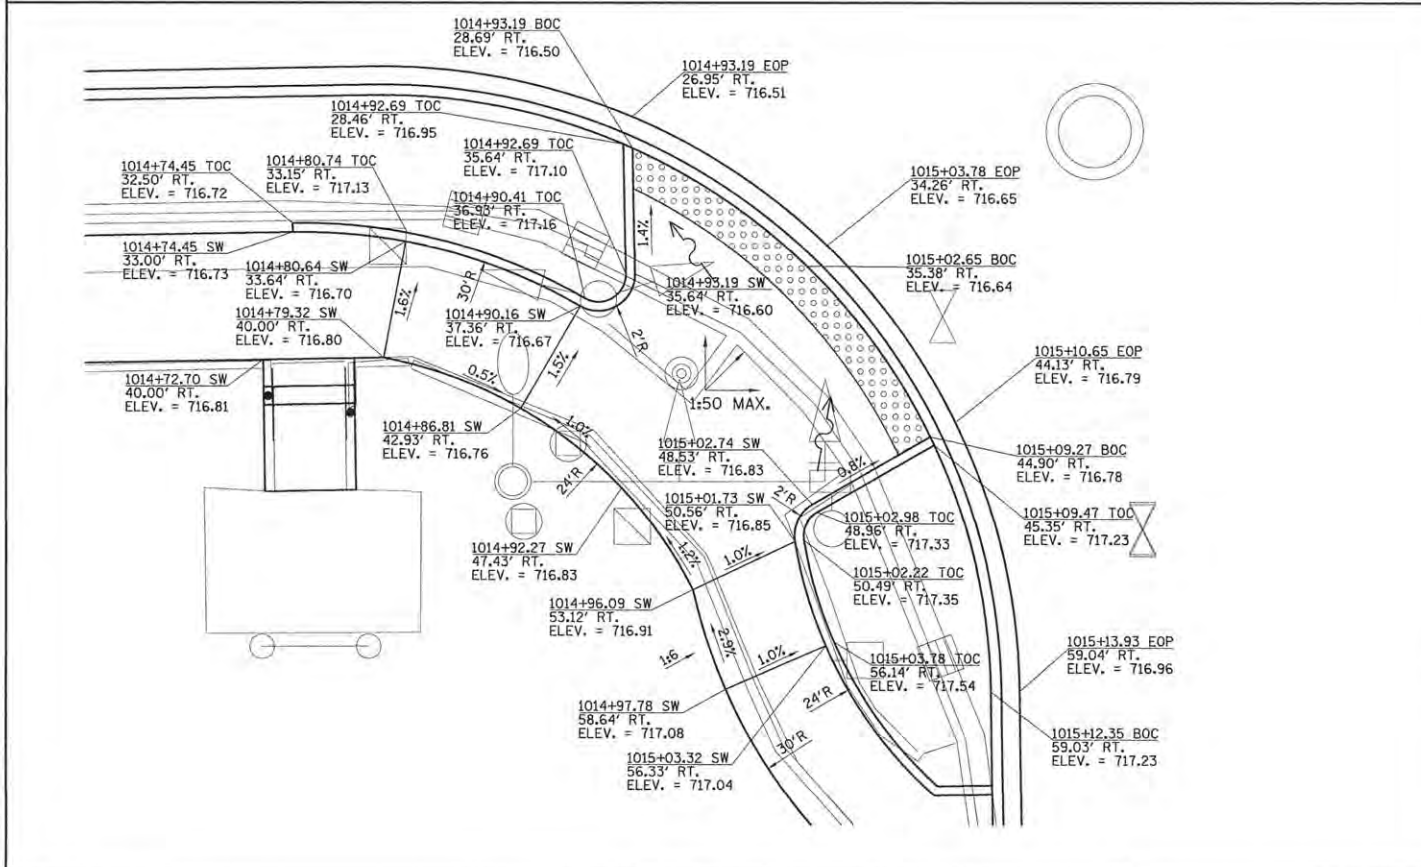 1014+93.19 BOC
28.69' RT.
ELEV. = 716.50
1014+93.19 EOP
26.95' RT.
ELEV. = 716.51
1014+92.69 TOC
28.46' RT.
ELEV. = 716.95
1014+92.69 TOC
35.64' RT.
ELEV. = 717.10
1014+74.45 TOC
32.50' RT.
ELEV. = 716.72
1014+80.74 TOC
33.15' RT.
ELEV. = 717.13
1014+90.41 TOC
36.93' RT.
ELEV. = 717.16
1015+03.78 EOP
34.26' RT.
ELEV. = 716.65
1.4%
1014+74.45 SW
33.00' RT.
ELEV. = 716.73
1014+80.64 SW
33.64' RT.
ELEV. = 716.70
30'R
1015+02.65 BOC
35.38' RT.
ELEV. = 716.64
1014+93.19 SW
35.64' RT.
ELEV. = 716.60
1.6%
1014+79.32 SW
40.00' RT.
ELEV. = 716.80
1014+90.16 SW
37.36' RT.
ELEV. = 716.67
2'R
1015+10.65 EOP
44.13' RT.
ELEV. = 716.79
0.5%
1.5%
1014+72.70 SW
40.00' RT.
ELEV. = 716.81
1:50 MAX.
1014+86.81 SW
42.93' RT.
ELEV. = 716.76
1.0%
1015+02.74 SW
48.53' RT.
ELEV. = 716.83
0.8%
1015+09.27 BOC
44.90' RT.
ELEV. = 716.78
24'R
2'R
1015+01.73 SW
50.56' RT.
ELEV. = 716.85
1015+02.98 TOC
48.96' RT.
ELEV. = 717.33
1015+09.47 TOC
45.35' RT.
ELEV. = 717.23
1014+92.27 SW
47.43' RT.
ELEV. = 716.83
1.2%
1.0%
1015+02.22 TOC
50.49' RT.
ELEV. = 717.35
1014+96.09 SW
53.12' RT.
ELEV. = 716.91
2.9%
1:6
1.0%
1015+03.78 TOC
56.14' RT.
ELEV. = 717.54
1015+13.93 EOP
59.04' RT.
ELEV. = 716.96
24'R
1014+97.78 SW
58.64' RT.
ELEV. = 717.08
30'R
1015+12.35 BOC
59.03' RT.
ELEV. = 717.23
1015+03.32 SW
56.33' RT.
ELEV. = 717.04